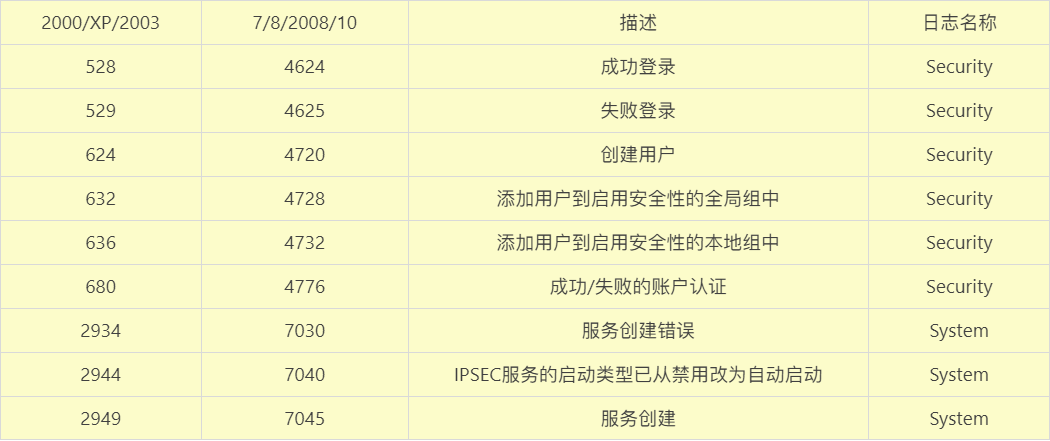 2000/XP/2003 7/8/2008/10 描述 日志名称
528 4624 成功登录 Security
529 4625 失败登录 Security
624 4720 创建用户 Security
632 4728 添加用户到启用安全性的全局组中 Security
636 4732 添加用户到启用安全性的本地组中 Security
680 4776 成功/失败的账户认证 Security
2934 7030 服务创建错误 System
2944 7040 IPSEC服务的启动类型已从禁用改为自动启动 System
2949 7045 服务创建 System